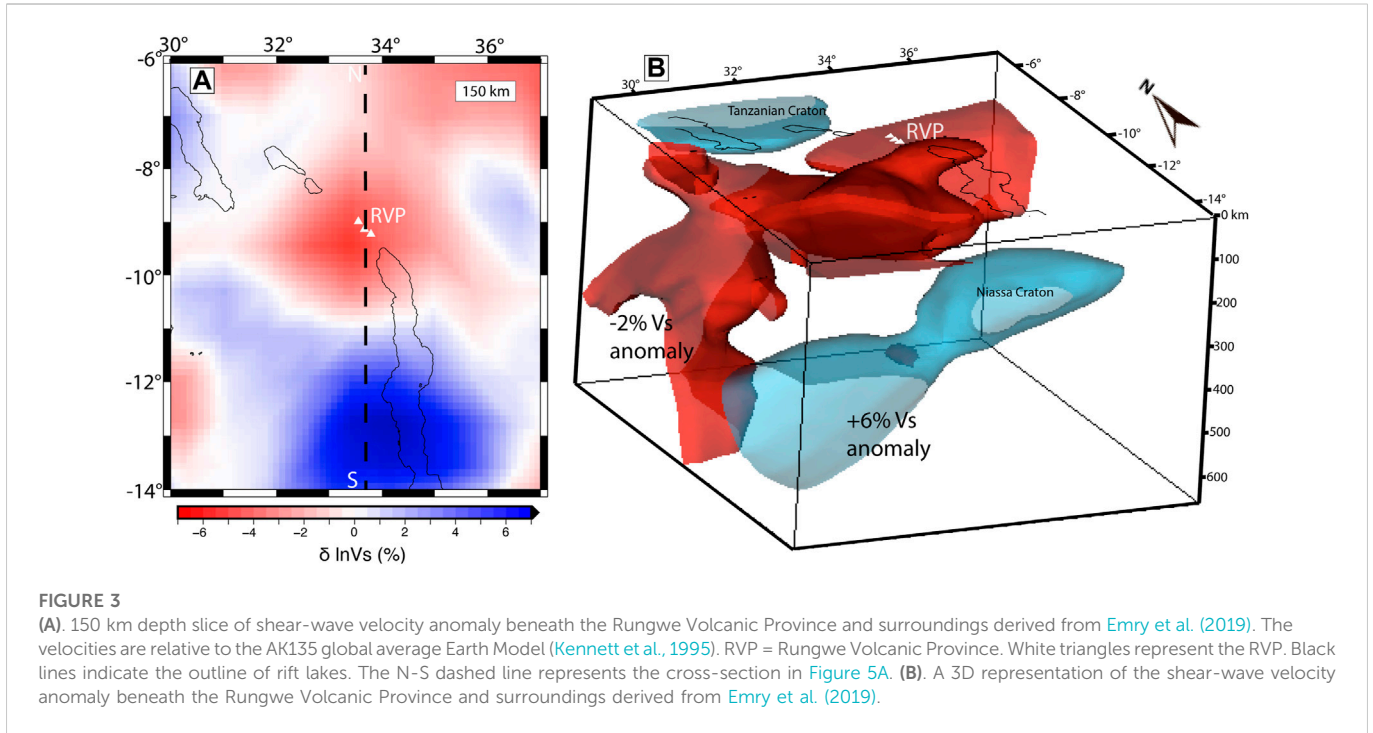 30° 32° 34° 36°
-6°
-8°
-10°
-12°
-14°
A
N
150 km
RVP
S
-6 -4 -2 0 2 4 6
δ lnVs (%)
B
30° 32° 34° 36°
-6°
-8°
-10°
-12°
-14°
N
Tanzanian Craton
RVP
Niassa Craton
-2% Vs
anomaly
+6% Vs
anomaly
0 km
100
200
300
400
500
600
FIGURE 3
(A). 150 km depth slice of shear-wave velocity anomaly beneath the Rungwe Volcanic Province and surroundings derived from Emry et al. (2019). The
velocities are relative to the AK135 global average Earth Model (Kennett et al., 1995). RVP = Rungwe Volcanic Province. White triangles represent the RVP. Black
lines indicate the outline of rift lakes. The N-S dashed line represents the cross-section in Figure 5A. (B). A 3D representation of the shear-wave velocity
anomaly beneath the Rungwe Volcanic Province and surroundings derived from Emry et al. (2019).